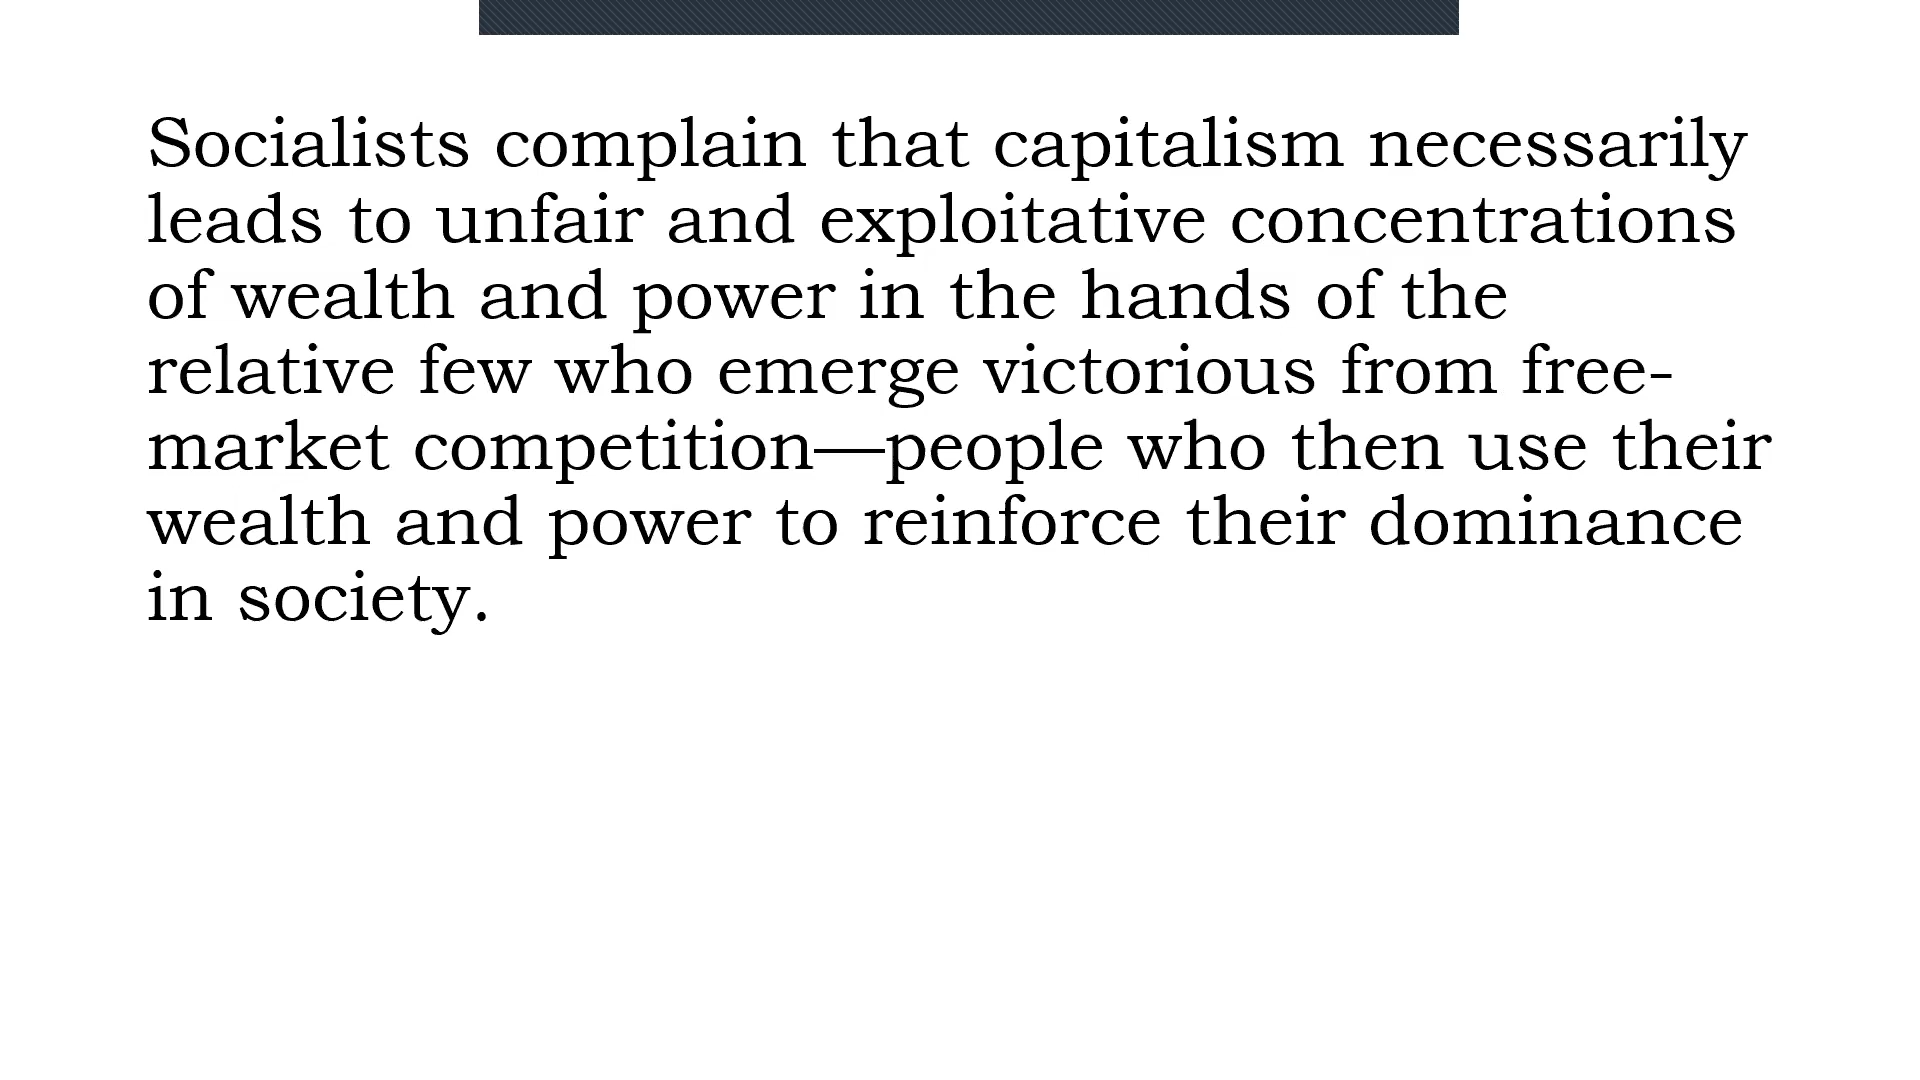 Socialists complain that capitalism necessarily
leads to unfair and exploitative concentrations
of wealth and power in the hands of the
relative few who emerge victorious from free-
market competition—people who then use their
wealth and power to reinforce their dominance
in society.